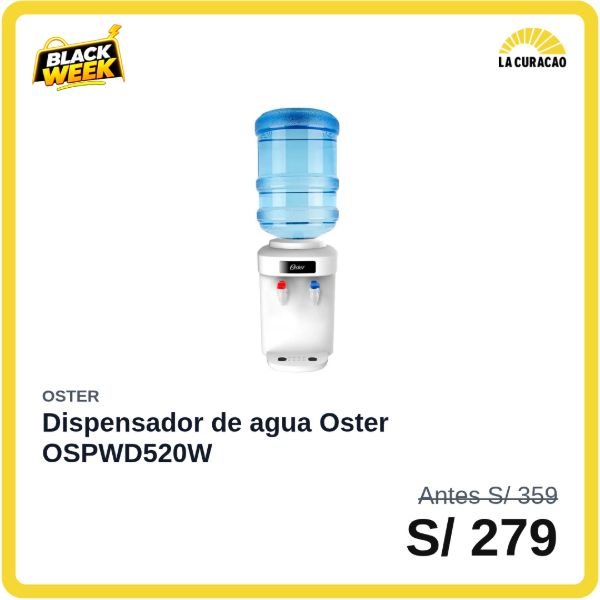 BLACK
WEEK
LA CURACAO
Oster
OSTER
Dispensador de agua Oster
OSPWD520W
Antes S/ 359
S/ 279